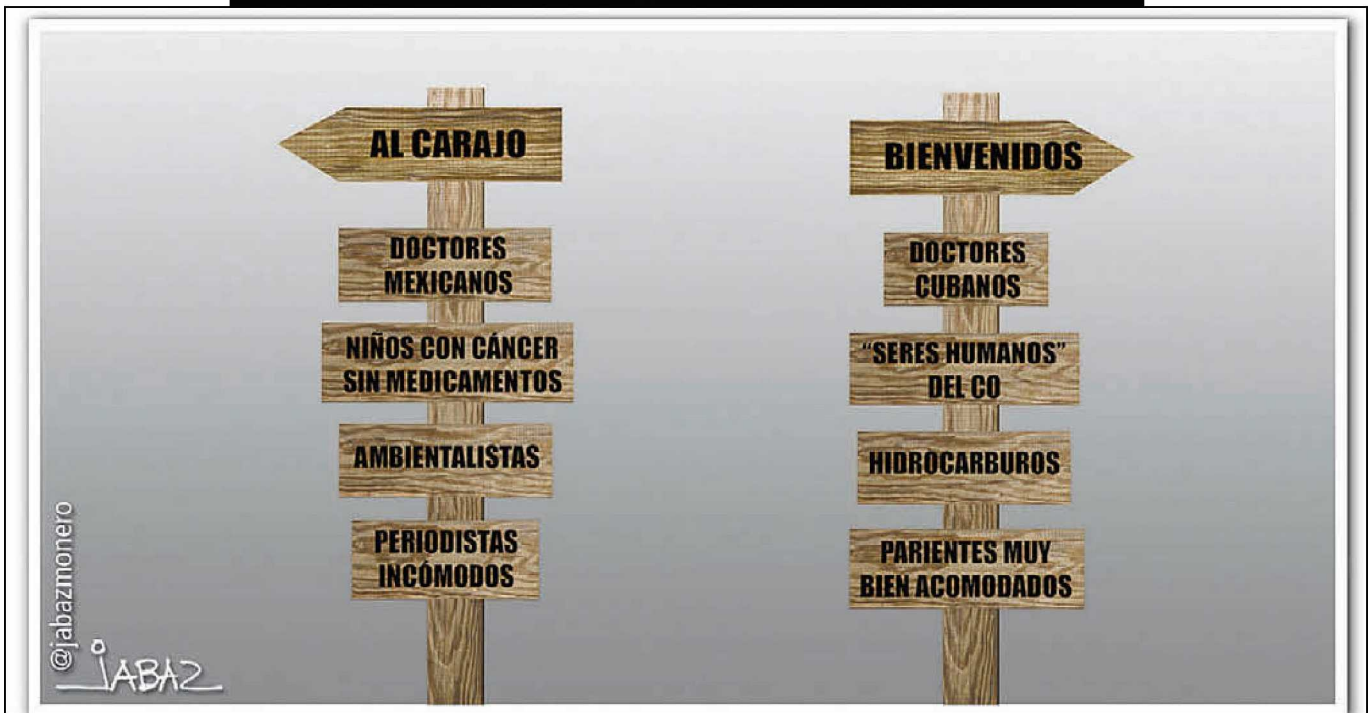 AL CARAJO
DOCTORES
MEXICANOS
NIÑOS CON CÁNCER
SIN MEDICAMENTOS
AMBIENTALISTAS
PERIODISTAS
INCÓMODOS
BIENVENIDOS
DOCTORES
CUBANOS
“SERES HUMANOS”
DEL CO
HIDROCARBUROS
PARIENTES MUY
BIEN ACOMODADOS
@jabazmonero
JABAZ